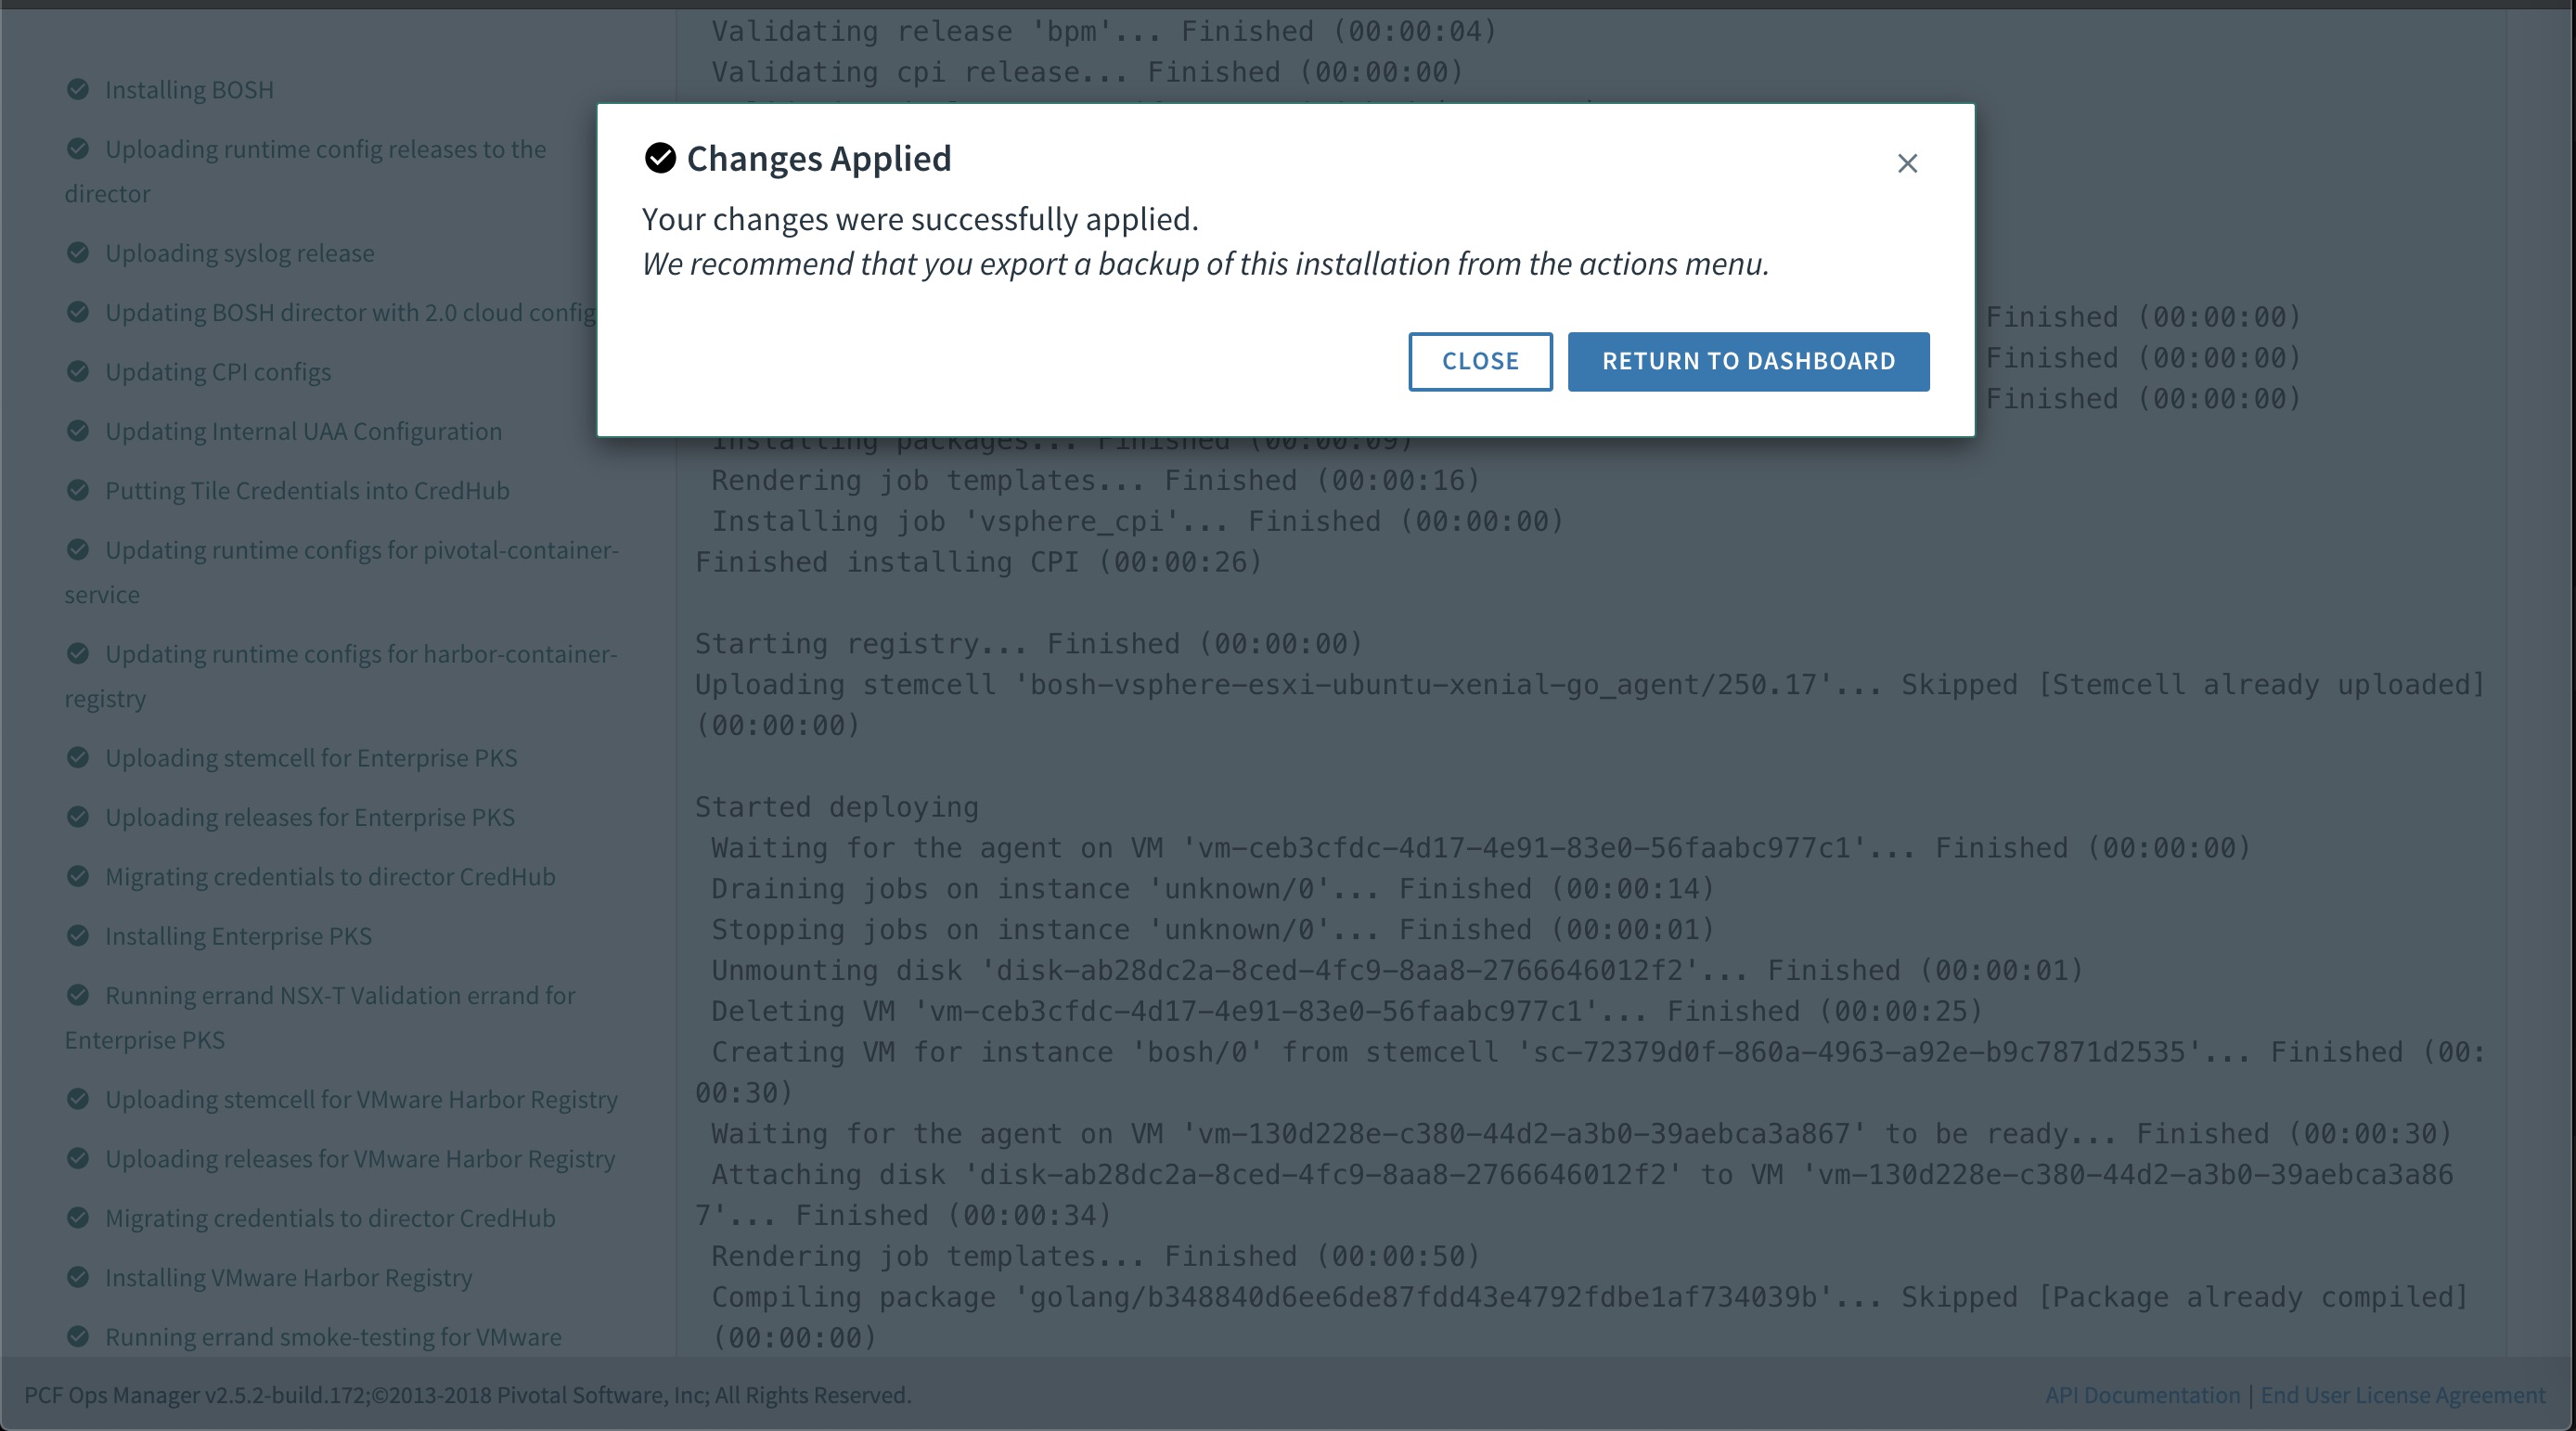 Installing BOSH
Uploading runtime config releases to the
director
Uploading syslog release
Updating BOSH director with 2.0 cloud config
Updating CPI configs
Updating Internal UAA Configuration
Putting Tile Credentials into CredHub
Updating runtime configs for pivotal-container-
service
Updating runtime configs for harbor-container-
registry
Uploading stemcell for Enterprise PKS
Uploading releases for Enterprise PKS
Migrating credentials to director CredHub
Installing Enterprise PKS
Running errand NSX-T Validation errand for
Enterprise PKS
Uploading stemcell for VMware Harbor Registry
Uploading releases for VMware Harbor Registry
Migrating credentials to director CredHub
Installing VMware Harbor Registry
Running errand smoke-testing for VMware
Validating release 'bpm'... Finished (00:00:04)
Validating cpi release... Finished (00:00:00)
Changes Applied
Your changes were successfully applied.
We recommend that you export a backup of this installation from the actions menu.
CLOSE
RETURN TO DASHBOARD
Finished (00:00:00)
Finished (00:00:00)
Finished (00:00:00)
Installing packages... Finished (00:00:09)
Rendering job templates... Finished (00:00:16)
Installing job 'vsphere_cpi'... Finished (00:00:00)
Finished installing CPI (00:00:26)
Starting registry... Finished (00:00:00)
Uploading stemcell 'bosh-vsphere-esxi-ubuntu-xenial-go_agent/250.17'... Skipped [Stemcell already uploaded]
(00:00:00)
Started deploying
Waiting for the agent on VM 'vm-ceb3cfdc-4d17-4e91-83e0-56faabc977c1'... Finished (00:00:00)
Draining jobs on instance 'unknown/0'... Finished (00:00:14)
Stopping jobs on instance 'unknown/0'... Finished (00:00:01)
Unmounting disk 'disk-ab28dc2a-8ced-4fc9-8aa8-2766646012f2'... Finished (00:00:01)
Deleting VM 'vm-ceb3cfdc-4d17-4e91-83e0-56faabc977c1'... Finished (00:00:25)
Creating VM for instance 'bosh/0' from stemcell 'sc-72379d0f-860a-4963-a92e-b9c7871d2535'... Finished (00:
00:30)
Waiting for the agent on VM 'vm-130d228e-c380-44d2-a3b0-39aebca3a867' to be ready... Finished (00:00:30)
Attaching disk 'disk-ab28dc2a-8ced-4fc9-8aa8-2766646012f2' to VM 'vm-130d228e-c380-44d2-a3b0-39aebca3a86
7'... Finished (00:00:34)
Rendering job templates... Finished (00:00:50)
Compiling package 'golang/b348840d6ee6de87fdd43e4792fdbe1af734039b'... Skipped [Package already compiled]
(00:00:00)
PCF Ops Manager v2.5.2-build.172;©2013-2018 Pivotal Software, Inc; All Rights Reserved.
API Documentation | End User License Agreement